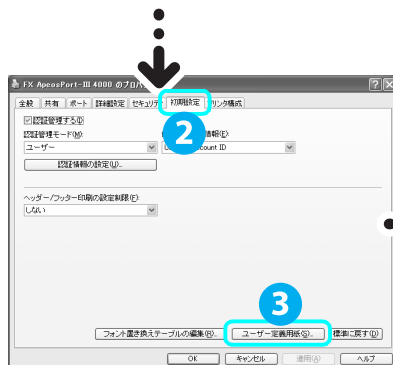 FX ApeosPort-III 4000 のプロパ
全般 共有 ポート 詳細設定 セキュリティ 初期設定 プリンタ構成
2
認証管理する(I)
認証管理モード(M): 情報(E):
ユーザー count ID
認証情報の設定(U)...
ヘッダー/フッター印刷の設定制限(E):
しない
3
フォント置き換えテーブルの編集(B)... ユーザー定義用紙(S)... 標準に戻す(D)
OK キャンセル 適用(A) ヘルプ